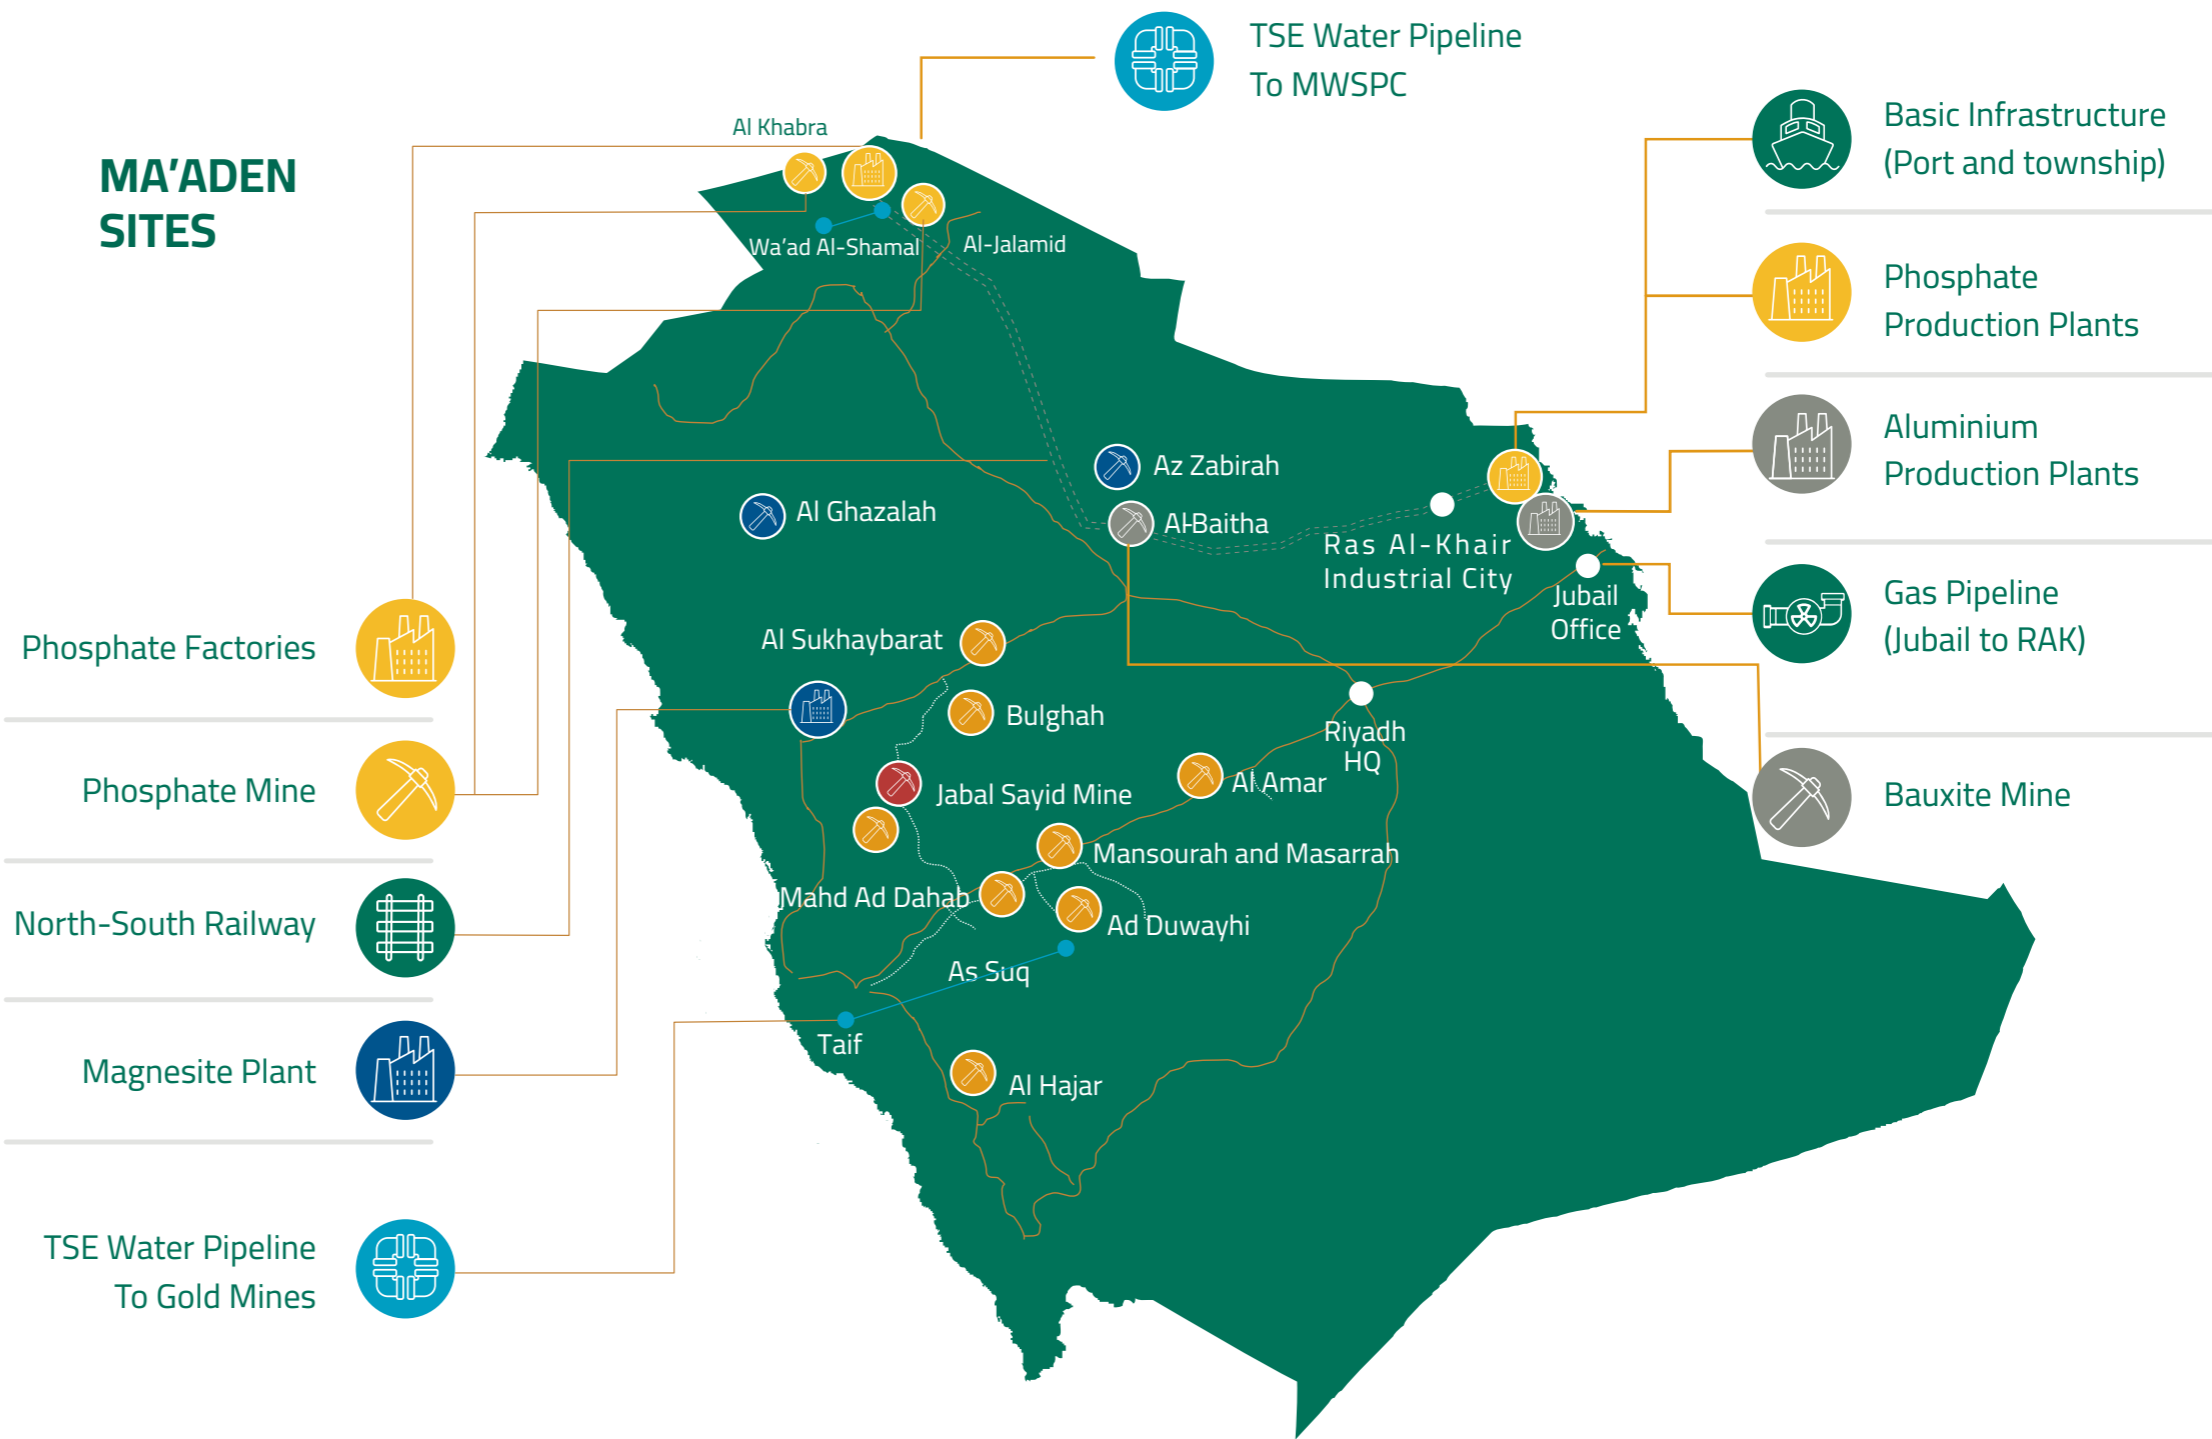 MA’ADEN
SITES
TSE Water Pipeline
To MWSPC
Basic Infrastructure
(Port and township)
Phosphate
Production Plants
Aluminium
Production Plants
Gas Pipeline
(Jubail to RAK)
Bauxite Mine
Phosphate Factories
Phosphate Mine
North-South Railway
Magnesite Plant
TSE Water Pipeline
To Gold Mines
Al Khabra
Wa’ad Al-Shamal
Al-Jalamid
Az Zabirah
Al Ghazalah
Al-Baitha
Ras Al-Khair
Industrial City
Jubail
Office
Al Sukhaybarat
Bulghah
Riyadh
HQ
Jabal Sayid Mine
Al Amar
Mansourah and Masarrah
Mahd Ad Dahab
Ad Duwayhi
As Suq
Taif
Al Hajar